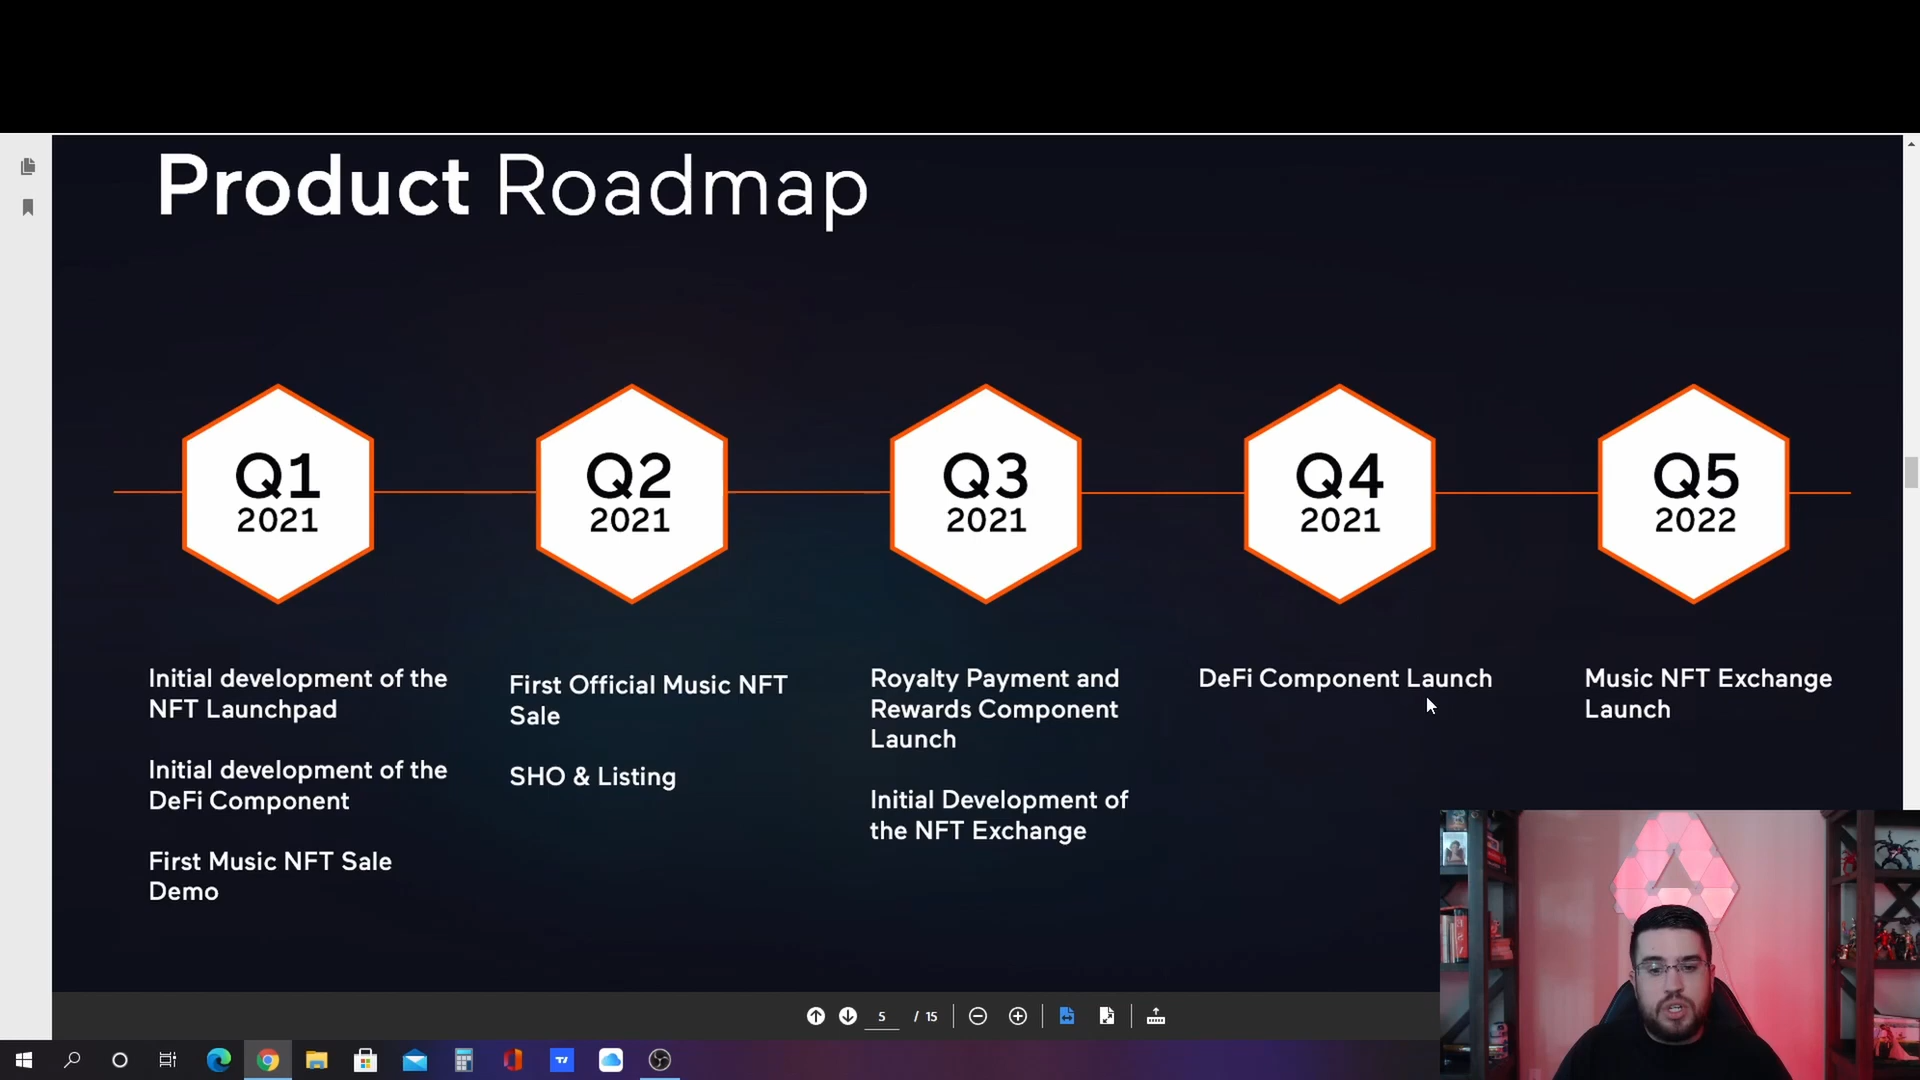 Product Roadmap
Q1
2021
Q2
2021
Q3
2021
Q4
2021
Q5
2022
Initial development of the
NFT Launchpad
Initial development of the
DeFi Component
First Music NFT Sale
Demo
First Official Music NFT
Sale
SHO & Listing
Royalty Payment and
Rewards Component
Launch
Initial Development of
the NFT Exchange
DeFi Component Launch
Music NFT Exchange
Launch
5 / 15